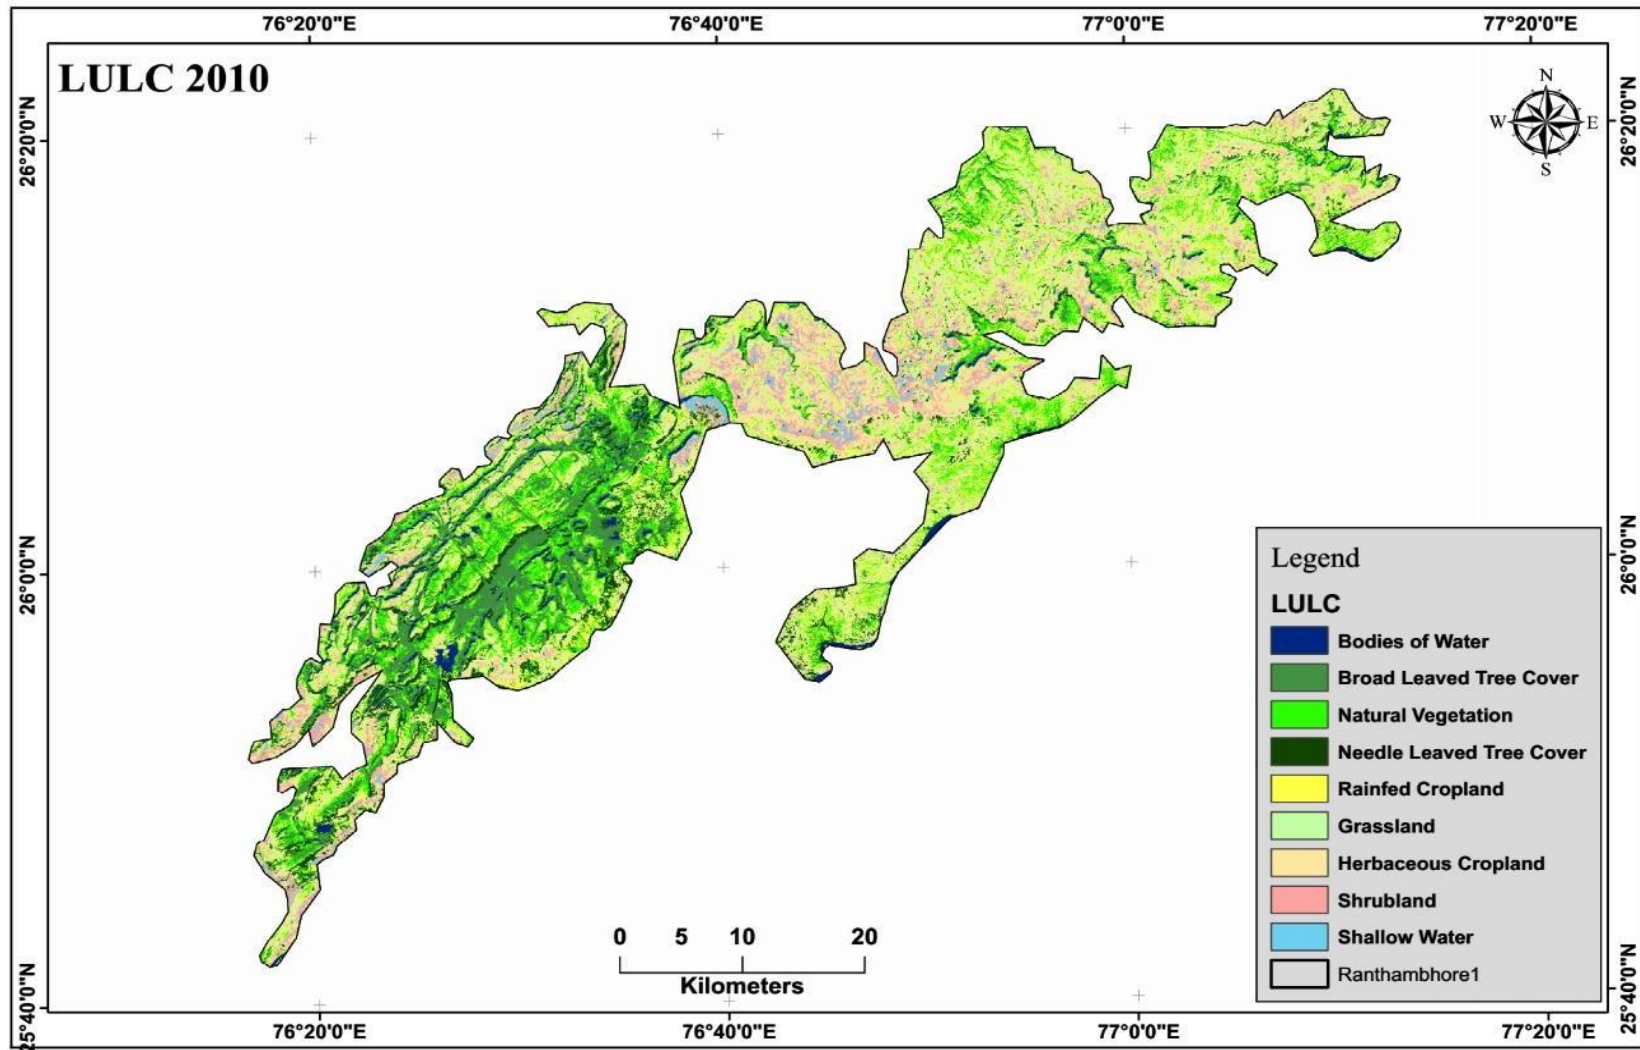 76°20'0"E 76°40'0"E 77°0'0"E 77°20'0"E
LULC 2010
N
W E
S
26°20'0"N 26°20'0"N
26°0'0"N 26°0'0"N
Legend
LULC
Bodies of Water
Broad Leaved Tree Cover
Natural Vegetation
Needle Leaved Tree Cover
Rainfed Cropland
Grassland
Herbaceous Cropland
Shrubland
Shallow Water
Ranthambhore1
0 5 10 20
Kilometers
25°40'0"N 25°40'0"N
76°20'0"E 76°40'0"E 77°0'0"E 77°20'0"E